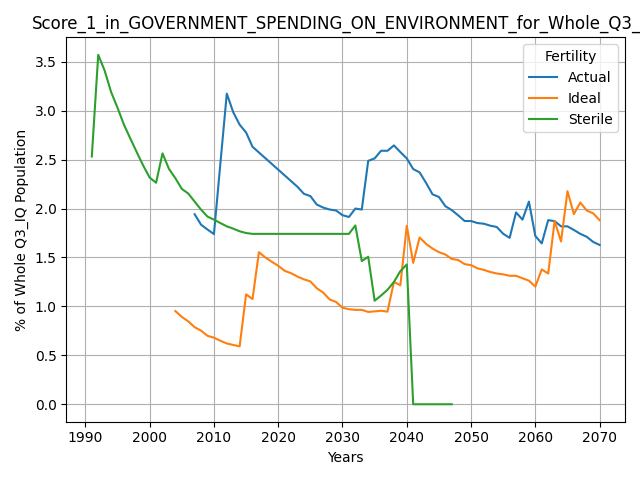 Score_1_in_GOVERNMENT_SPENDING_ON_ENVIRONMENT_for_Whole_Q3_
Fertility
Actual
Ideal
Sterile
% of Whole Q3_IQ Population
3.5
3.0
2.5
2.0
1.5
1.0
0.5
0.0
1990 2000 2010 2020 2030 2040 2050 2060 2070
Years